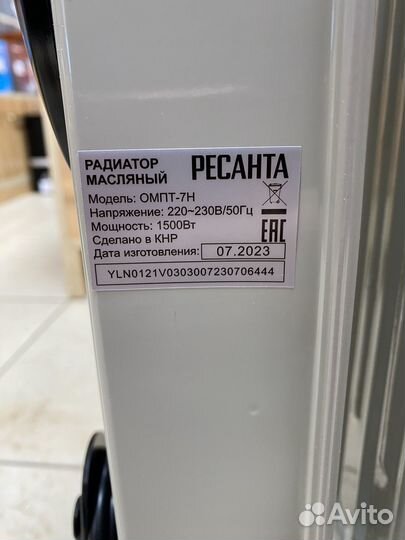 РАДИАТОР
МАСЛЯНЫЙ
РЕСАНТА
Модель: ОМПТ-7Н
Напряжение: 220~230В/50Гц
Мощность: 1500Вт
Сделано в КНР
EAC
Дата изготовления: 07.2023
YLN0121V0303007230706444
Avito